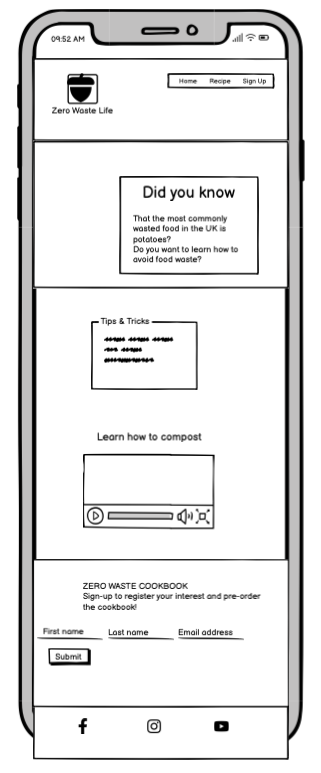 09:52 AM
Zero Waste Life
Home Recipe Sign Up
Did you know
That the most commonly
wasted food in the UK is
potatoes?
Do you want to learn how to
avoid food waste?
Tips & Tricks
Learn how to compost
ZERO WASTE COOKBOOK
Sign-up to register your interest and pre-order
the cookbook!
First name Last name Email address
Submit